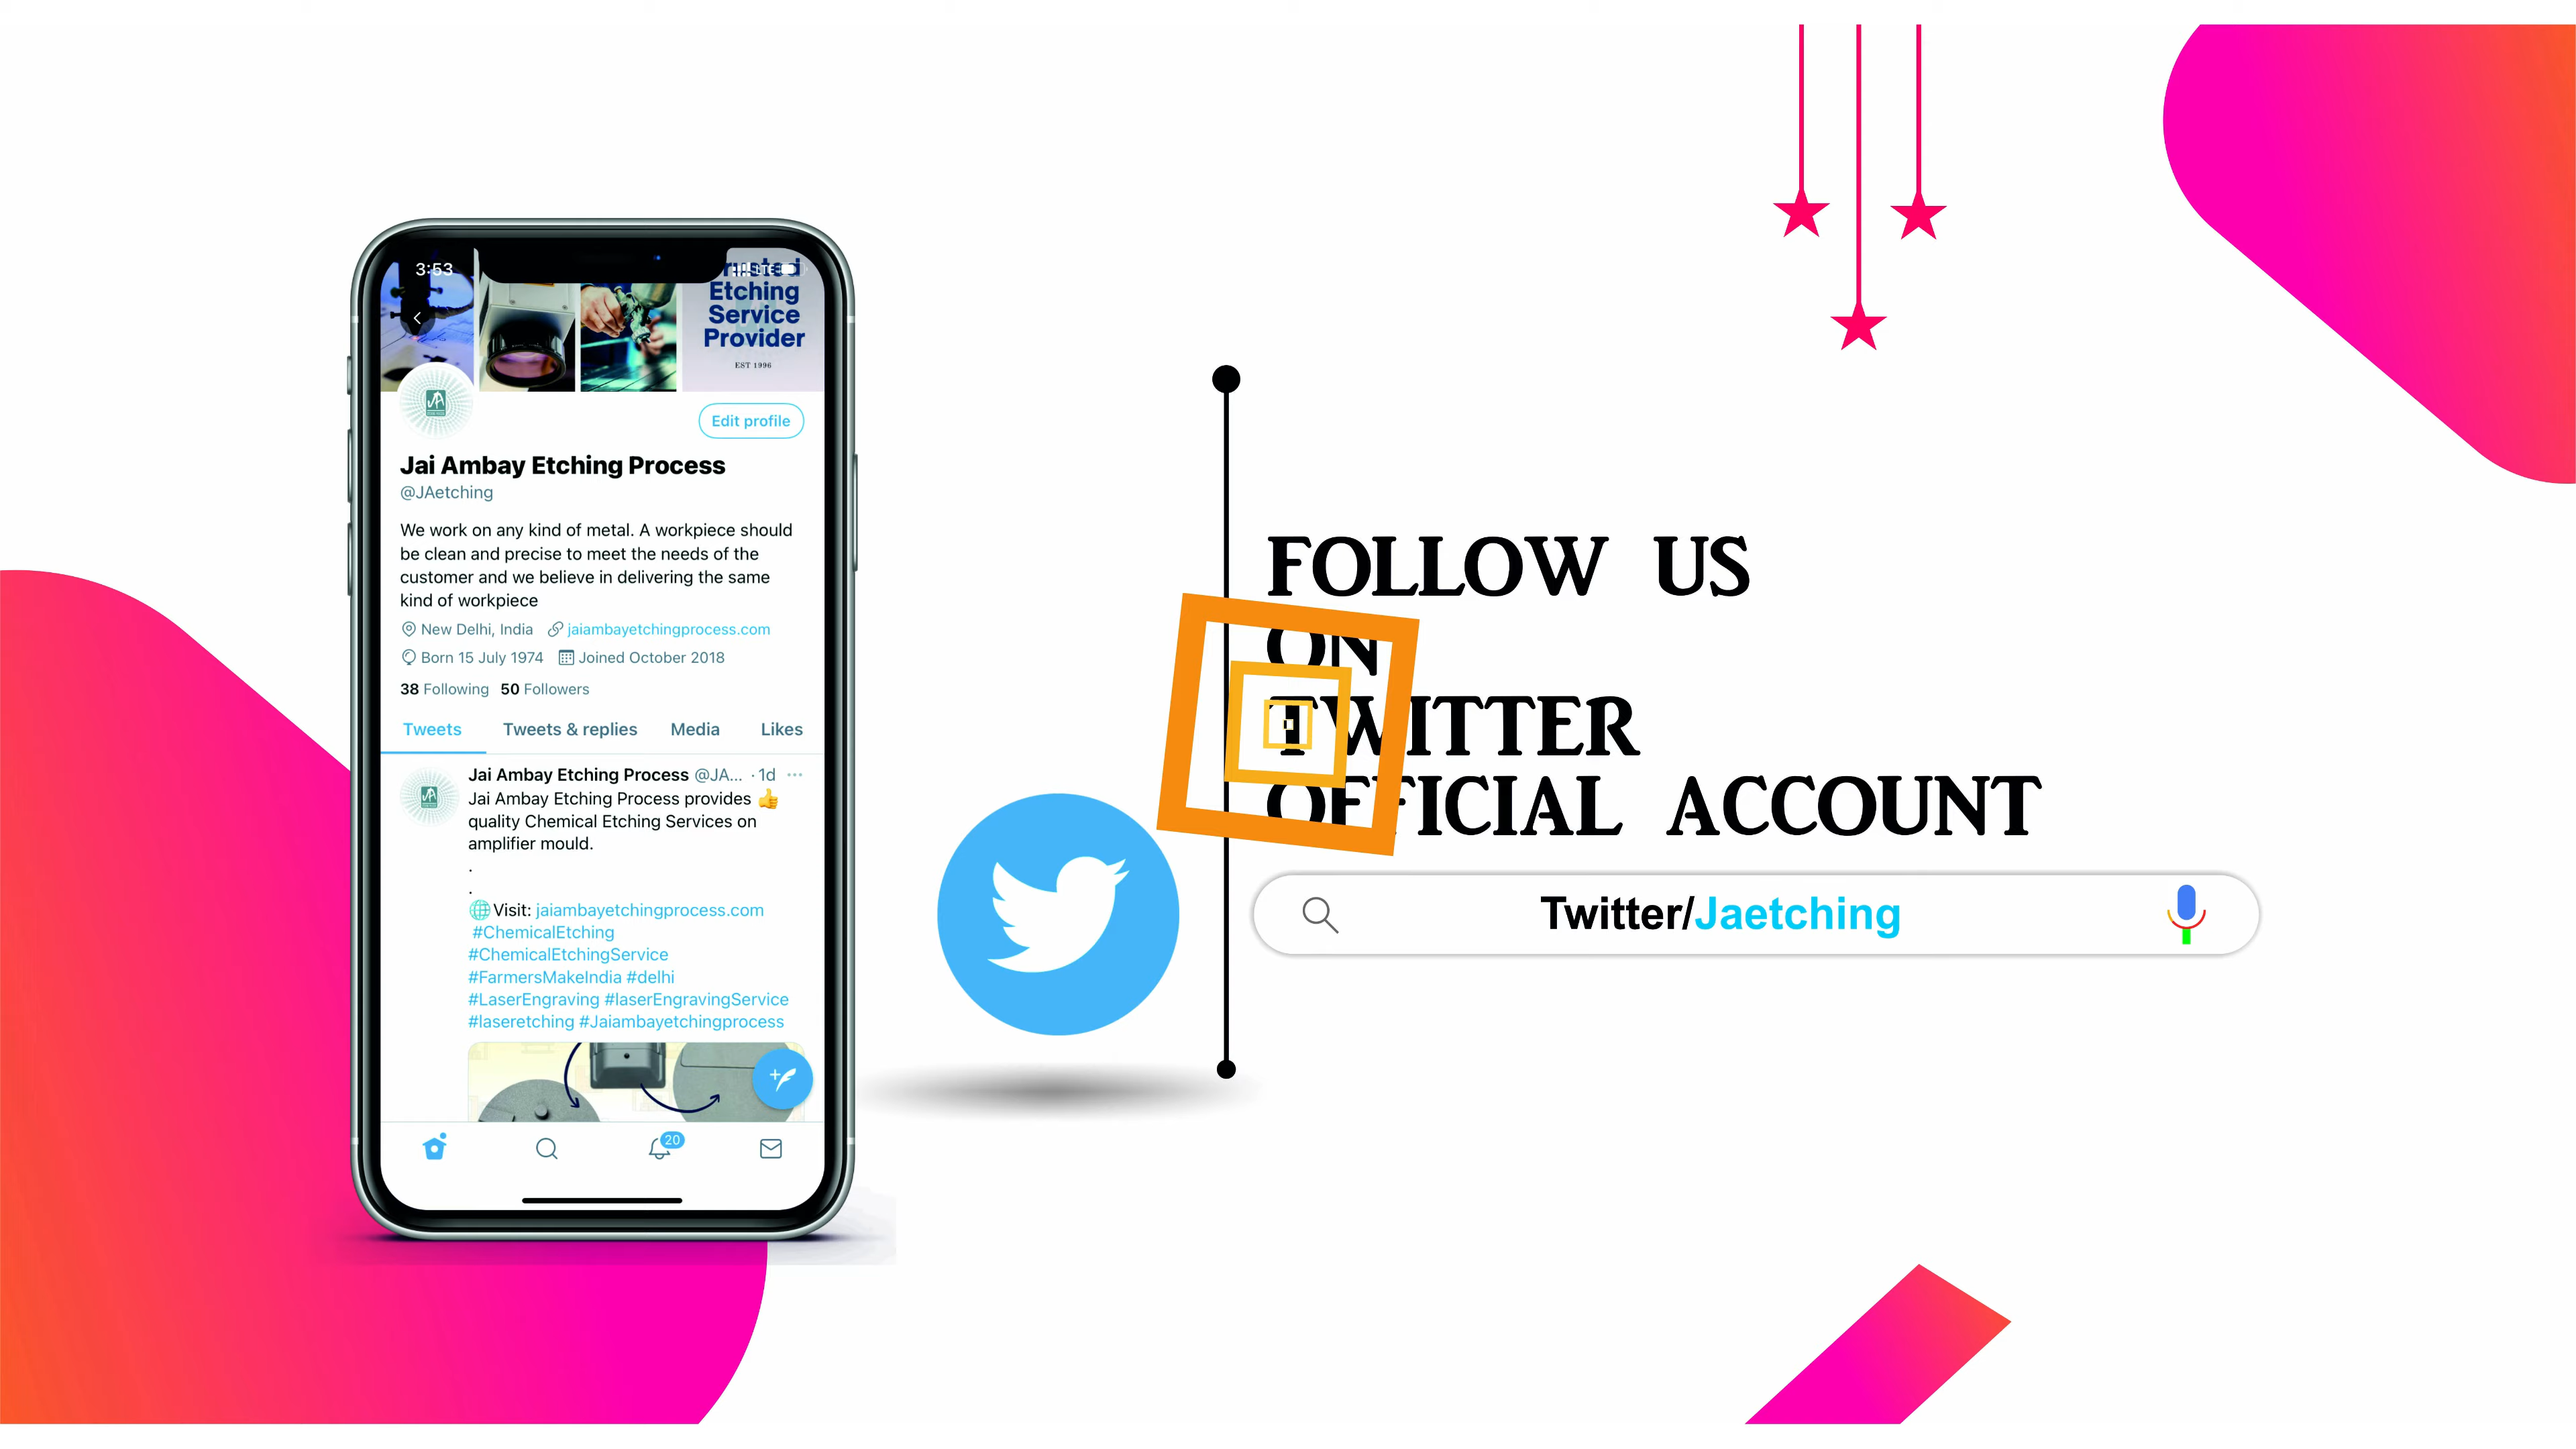 3:53
LTE
Trusted
Etching
Service
Provider
EST 1996
JA
Edit profile
Jai Ambay Etching Process
@JAetching
We work on any kind of metal. A workpiece should
be clean and precise to meet the needs of the
customer and we believe in delivering the same
kind of workpiece
New Delhi, India jaiambayetchingprocess.com
Born 15 July 1974 Joined October 2018
38 Following 50 Followers
Tweets Tweets & replies Media Likes
Jai Ambay Etching Process @JA... · 1d ...
Jai Ambay Etching Process provides 👍
quality Chemical Etching Services on
amplifier mould.
.
.
🌐Visit: jaiambayetchingprocess.com
#ChemicalEtching
#ChemicalEtchingService
#FarmersMakeIndia #delhi
#LaserEngraving #laserEngravingService
#laseretching #Jaiambayetchingprocess
20
FOLLOW US
ON
TWITTER
OFFICIAL ACCOUNT
Twitter/Jaetching